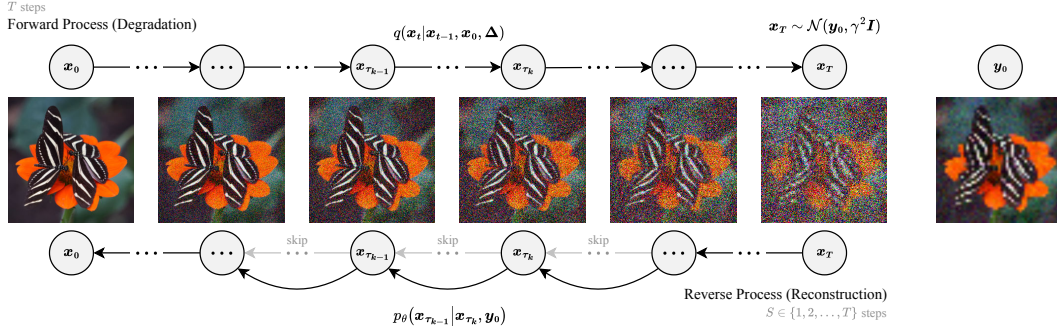 T steps
Forward Process (Degradation)
q(x_t|x_{t-1}, x_0, Δ)
x_T ∼ 𝒩(y_0, γ²I)
x_0 ··· ··· ··· x_{τ_{k-1}} ··· x_{τ_k} ··· ··· ··· x_T y_0
skip skip skip
x_0 ··· ··· ··· x_{τ_{k-1}} ··· x_{τ_k} ··· ··· ··· x_T
Reverse Process (Reconstruction)
p_θ(x_{τ_{k-1}}|x_{τ_k}, y_0)
S ∈ {1, 2, . . . , T} steps